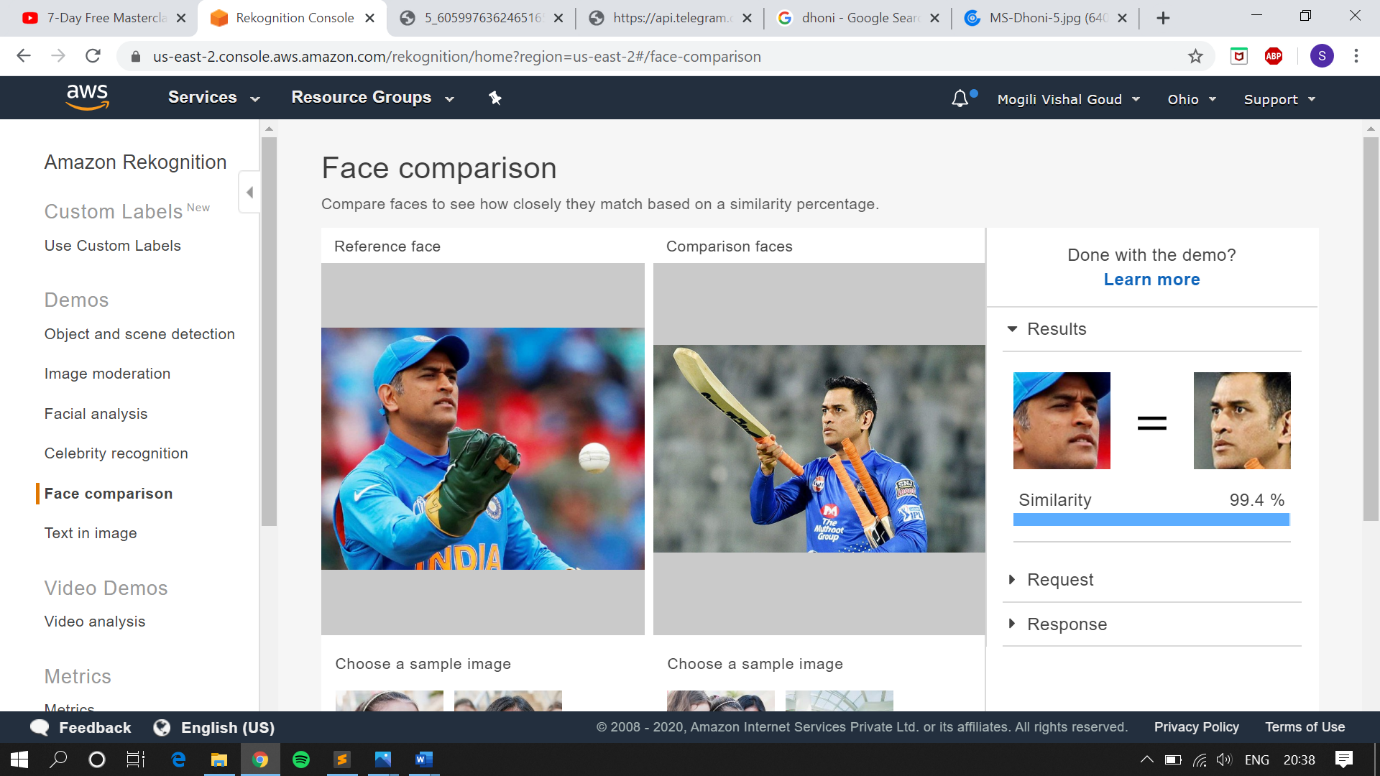 7-Day Free Mastercla
Rekognition Console
5_605997636246516
https://api.telegram.
dhoni - Google Sear
MS-Dhoni-5.jpg (640
us-east-2.console.aws.amazon.com/rekognition/home?region=us-east-2#/face-comparison
ABP
S
aws
Services
Resource Groups
Mogili Vishal Goud
Ohio
Support
Amazon Rekognition
Custom Labels New
Use Custom Labels
Demos
Object and scene detection
Image moderation
Facial analysis
Celebrity recognition
Face comparison
Text in image
Video Demos
Video analysis
Metrics
Metrics
Face comparison
Compare faces to see how closely they match based on a similarity percentage.
Reference face
Comparison faces
INDIA
The
Muthoot
Group
Choose a sample image
Choose a sample image
Done with the demo?
Learn more
Results
=
Similarity 99.4 %
Request
Response
Feedback
English (US)
© 2008 - 2020, Amazon Internet Services Private Ltd. or its affiliates. All rights reserved.
Privacy Policy
Terms of Use
ENG
20:38